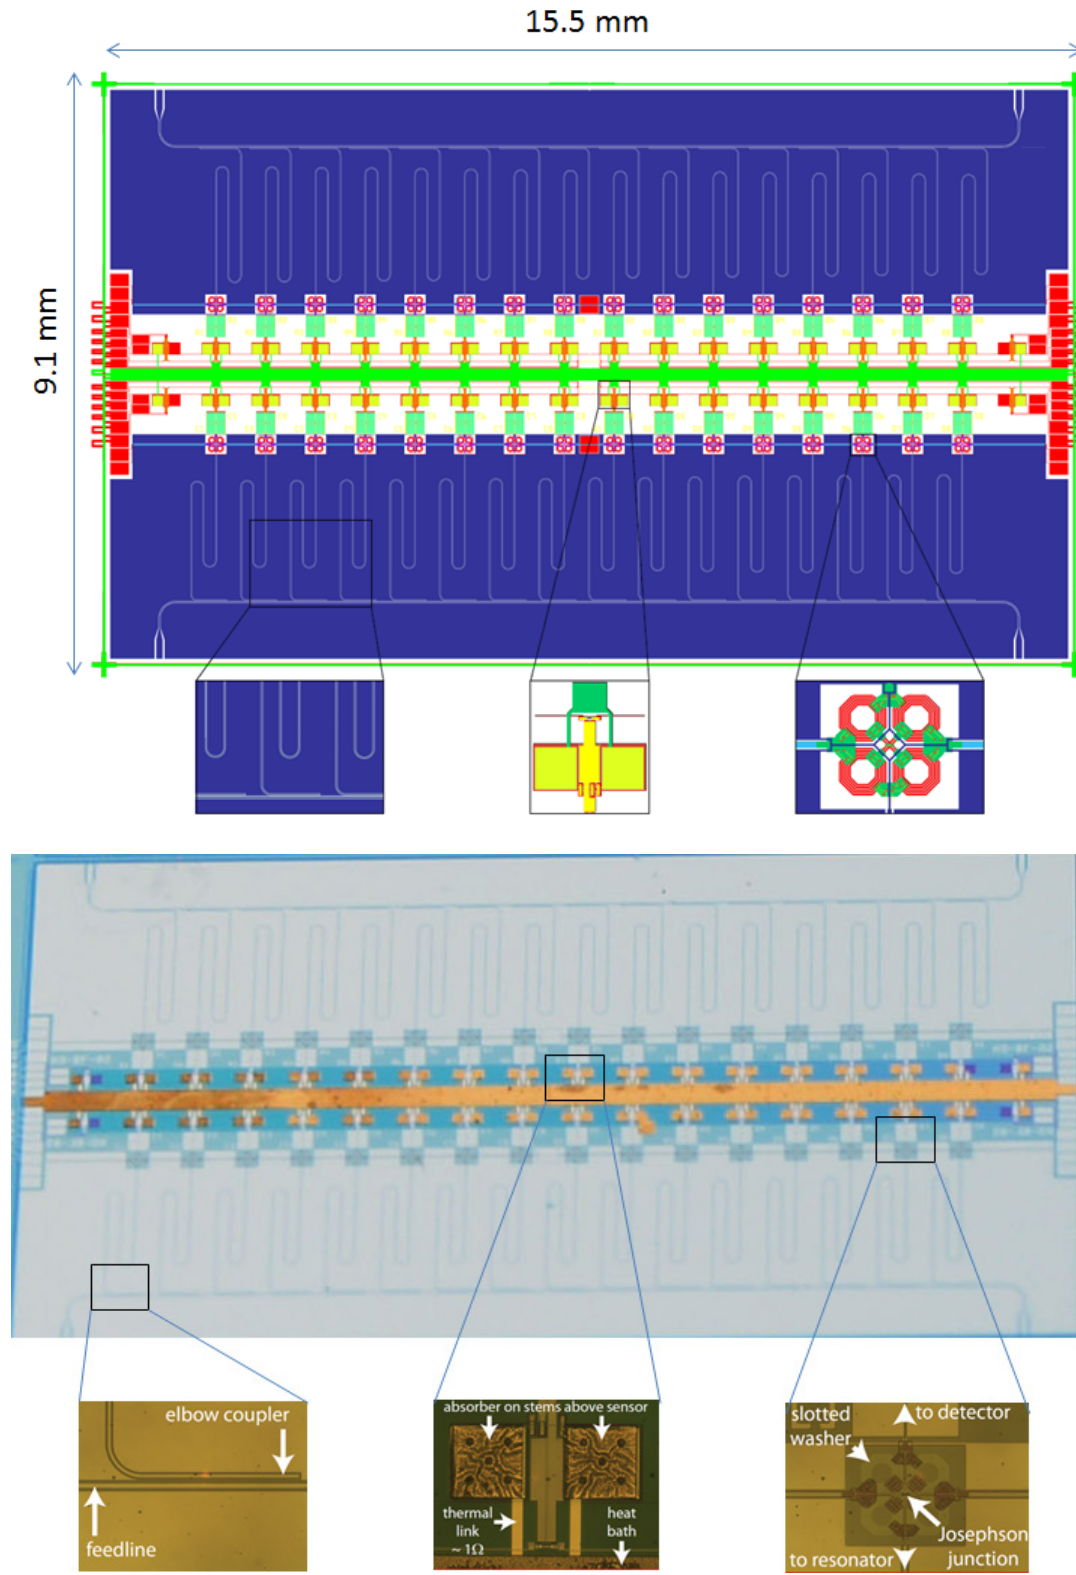 15.5 mm
9.1 mm
elbow coupler
feedline
absorber on stems above sensor
thermal
link
~ 1Ω
heat
bath
slotted
washer
to detector
Josephson
junction
to resonator